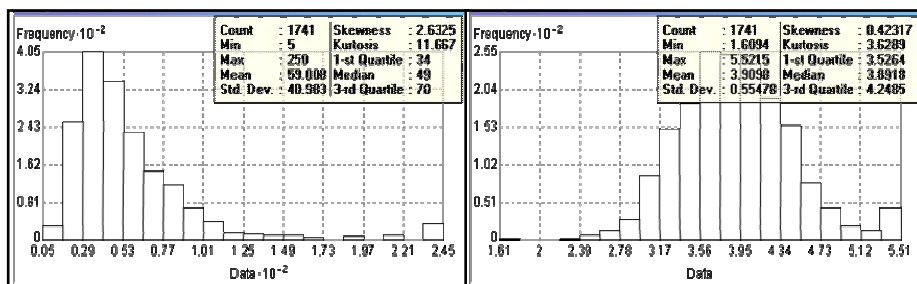 Frequency·10⁻²
Count : 1741 Skewness : 2.6325
Min : 5 Kurtosis : 11.667
Max : 250 1-st Quartile : 34
Mean : 59.008 Median : 49
Std. Dev. : 40.983 3-rd Quartile : 70
4.05
3.24
2.43
1.62
0.81
0
0.05 0.29 0.53 0.77 1.01 1.25 1.49 1.73 1.97 2.21 2.45
Data·10⁻²
Frequency·10⁻²
Count : 1741 Skewness : 0.42317
Min : 1.6094 Kurtosis : 3.6289
Max : 5.5215 1-st Quartile : 3.5264
Mean : 3.9098 Median : 3.8918
Std. Dev. : 0.55478 3-rd Quartile : 4.2485
2.55
2.04
1.53
1.02
0.51
0
1.61 2 2.39 2.78 3.17 3.56 3.95 4.34 4.73 5.12 5.51
Data